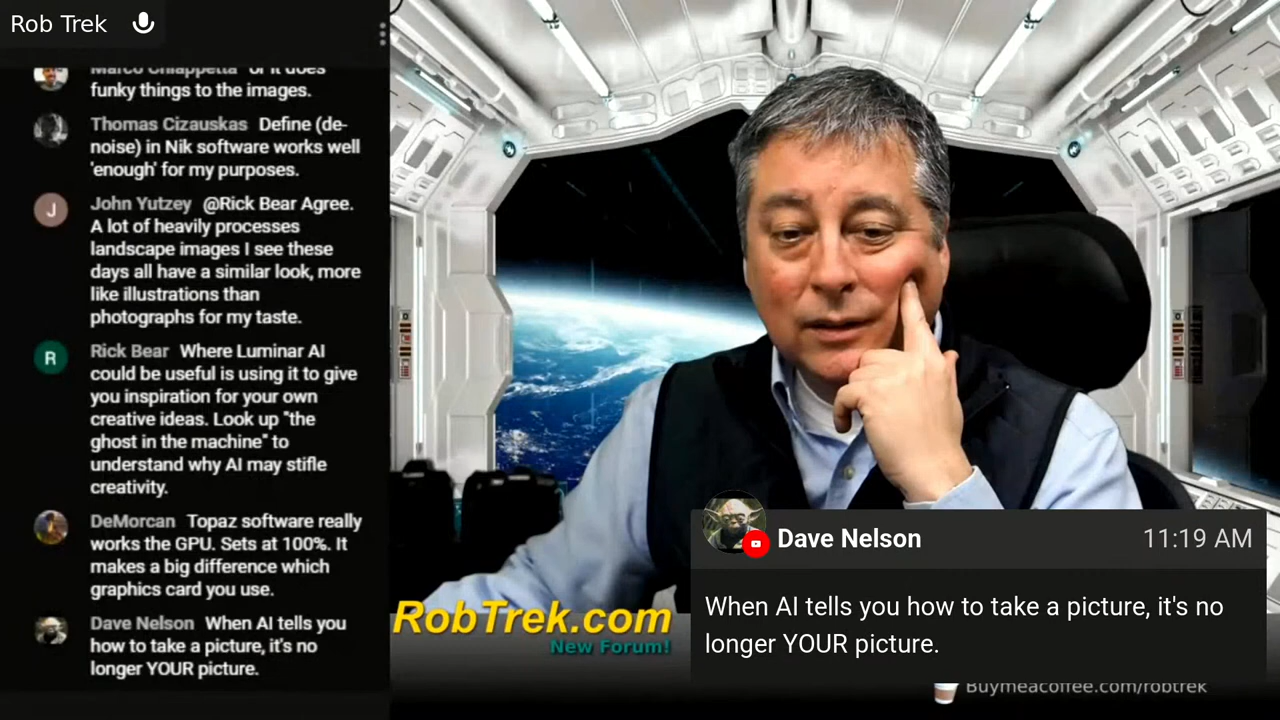 Rob Trek
Marco Chiappetta or it does
funky things to the images.
Thomas Cizauskas Define (de-
noise) in Nik software works well
'enough' for my purposes.
J
John Yutzey @Rick Bear Agree.
A lot of heavily processes
landscape images I see these
days all have a similar look, more
like illustrations than
photographs for my taste.
R
Rick Bear Where Luminar AI
could be useful is using it to give
you inspiration for your own
creative ideas. Look up "the
ghost in the machine" to
understand why AI may stifle
creativity.
DeMorcan Topaz software really
works the GPU. Sets at 100%. It
makes a big difference which
graphics card you use.
Dave Nelson When AI tells you
how to take a picture, it's no
longer YOUR picture.
RobTrek.com
New Forum!
Dave Nelson 11:19 AM
When AI tells you how to take a picture, it's no
longer YOUR picture.
Buymeacoffee.com/robtrek